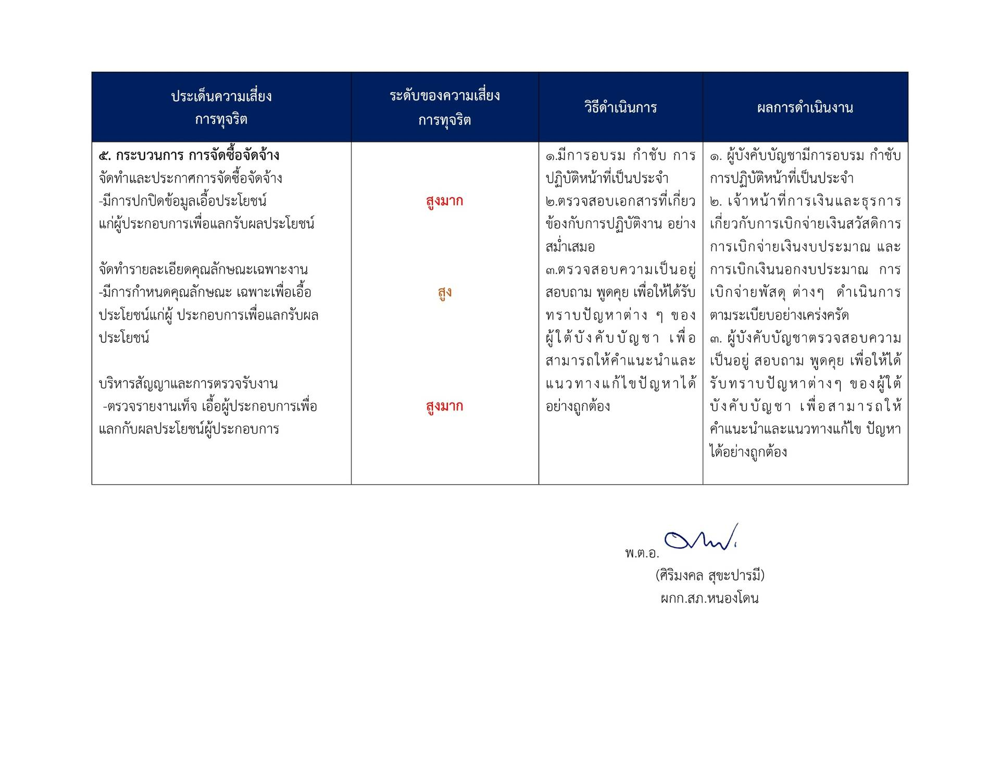 ประเด็นความเสี่ยง
การทุจริต
ระดับของความเสี่ยง
การทุจริต
วิธีดำเนินการ
ผลการดำเนินงาน
๕. กระบวนการ การจัดซื้อจัดจ้าง
จัดทำและประกาศการจัดซื้อจัดจ้าง
-มีการปกปิดข้อมูลเอื้อประโยชน์
แก่ผู้ประกอบการเพื่อแลกรับผลประโยชน์
จัดทำรายละเอียดคุณลักษณะเฉพาะงาน
-มีการกำหนดคุณลักษณะ เฉพาะเพื่อเอื้อ
ประโยชน์แก่ผู้ ประกอบการเพื่อแลกรับผล
ประโยชน์
บริหารสัญญาและการตรวจรับงาน
-ตรวจรายงานเท็จ เอื้อผู้ประกอบการเพื่อ
แลกกับผลประโยชน์ผู้ประกอบการ
สูงมาก
สูง
สูงมาก
๑.มีการอบรม กำชับ การ
ปฏิบัติหน้าที่เป็นประจำ
๒.ตรวจสอบเอกสารที่เกี่ยว
ข้องกับการปฏิบัติงาน อย่าง
สม่ำเสมอ
๓.ตรวจสอบความเป็นอยู่
สอบถาม พูดคุย เพื่อให้ได้รับ
ทราบปัญหาต่าง ๆ ของ
ผู้ใต้บังคับบัญชา เพื่อ
สามารถให้คำแนะนำและ
แนวทางแก้ไขปัญหาได้
อย่างถูกต้อง
๑. ผู้บังคับบัญชามีการอบรม กำชับ
การปฏิบัติหน้าที่เป็นประจำ
๒. เจ้าหน้าที่การเงินและธุรการ
เกี่ยวกับการเบิกจ่ายเงินสวัสดิการ
การเบิกจ่ายเงินงบประมาณ และ
การเบิกเงินนอกงบประมาณ การ
เบิกจ่ายพัสดุ ต่างๆ ดำเนินการ
ตามระเบียบอย่างเคร่งครัด
๓. ผู้บังคับบัญชาตรวจสอบความ
เป็นอยู่ สอบถาม พูดคุย เพื่อให้ได้
รับทราบปัญหาต่างๆ ของผู้ใต้
บังคับบัญชา เพื่อสามารถให้
คำแนะนำและแนวทางแก้ไข ปัญหา
ได้อย่างถูกต้อง
พ.ต.อ.
(ศิริมงคล สุขะปารมี)
ผกก.สภ.หนองโดน